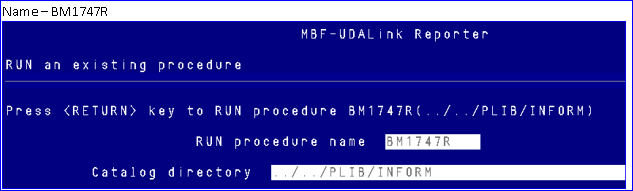 Name – BM1747R
MBF-UDALink Reporter
RUN an existing procedure
Press <RETURN> key to RUN procedure BM1747R(../../PLIB/INFORM)
RUN procedure name BM1747R
Catalog directory ../../PLIB/INFORM